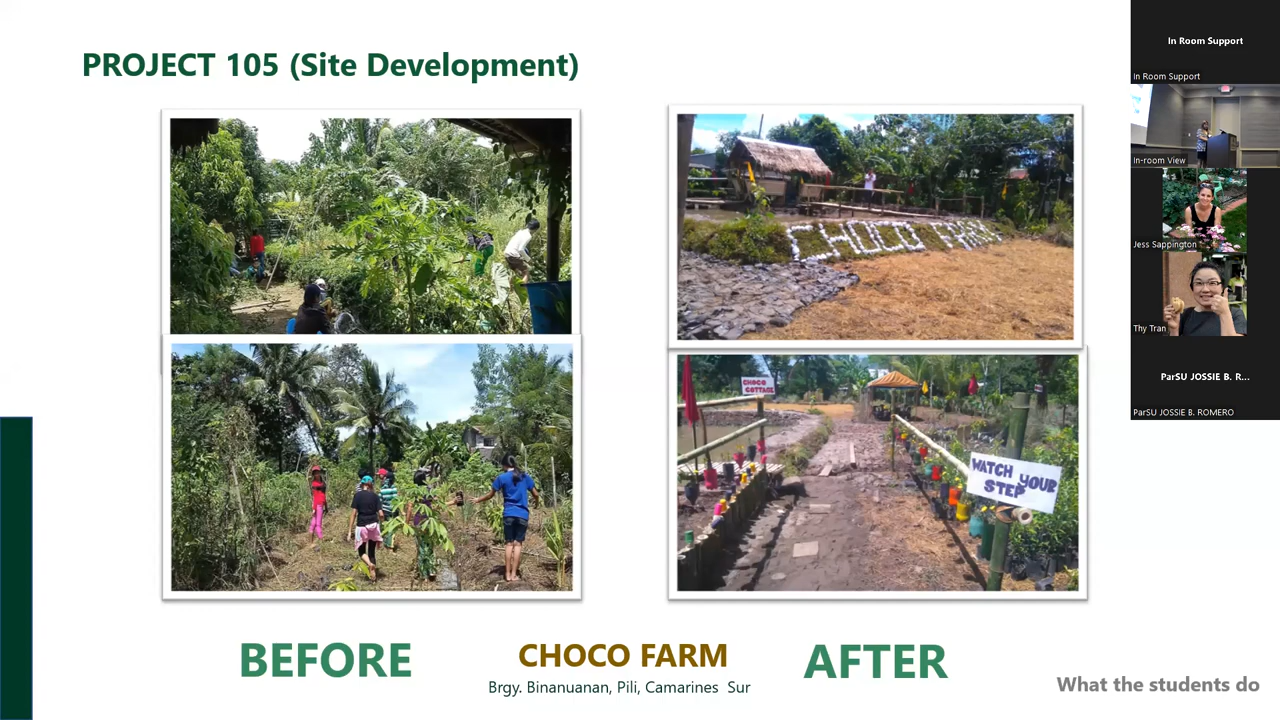 PROJECT 105 (Site Development)
CHOCO FARM
CHOCO
COTTAGE
WATCH YOUR
STEP
BEFORE
CHOCO FARM
AFTER
Brgy. Binanuanan, Pili, Camarines Sur
What the students do
In Room Support
In Room Support
In-room View
Jess Sappington
Thy Tran
ParSU JOSSIE B. R...
ParSU JOSSIE B. ROMERO